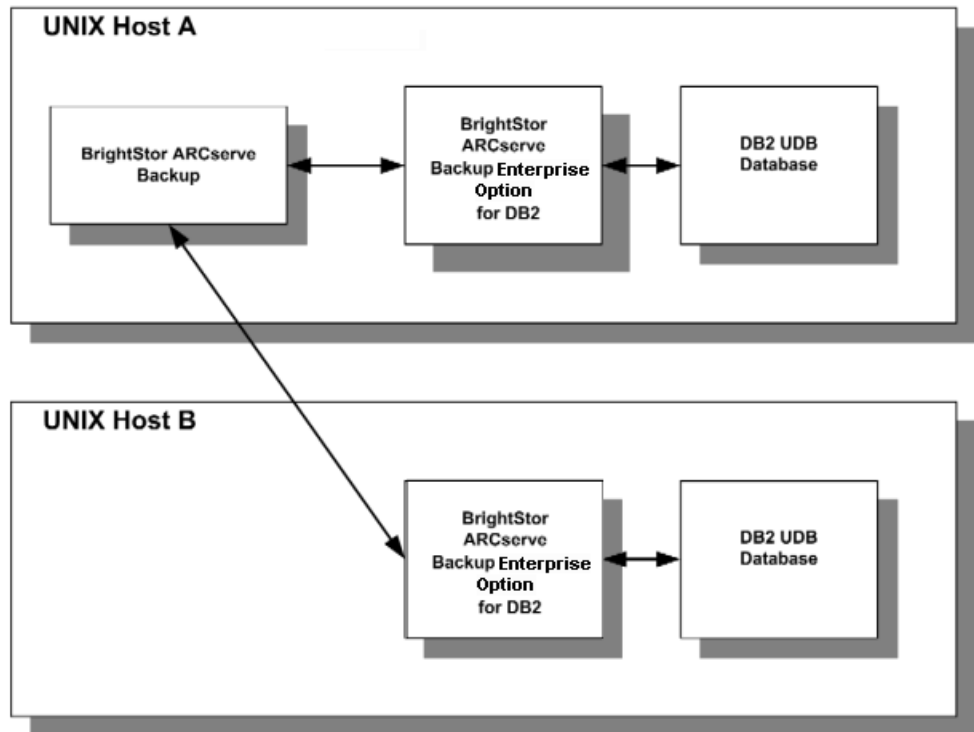 UNIX Host A
BrightStor ARCserve
Backup
BrightStor
ARCserve
Backup Enterprise
Option
for DB2
DB2 UDB
Database
UNIX Host B
BrightStor
ARCserve
Backup Enterprise
Option
for DB2
DB2 UDB
Database